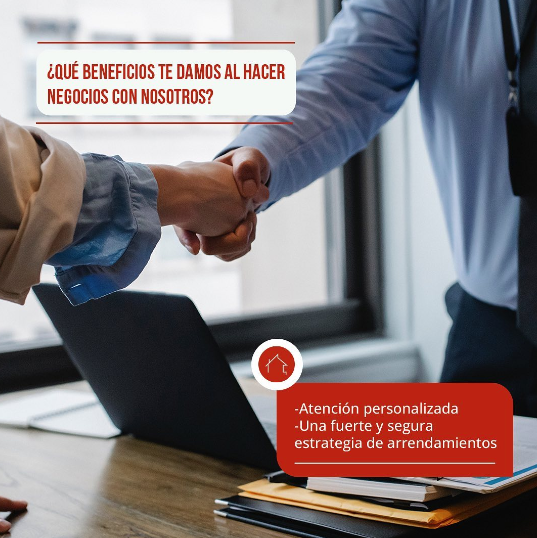 ¿QUÉ BENEFICIOS TE DAMOS AL HACER
NEGOCIOS CON NOSOTROS?
-Atención personalizada
-Una fuerte y segura
estrategia de arrendamientos